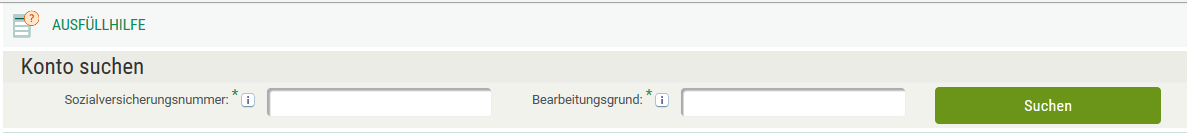 AUSFÜLLHILFE
Konto suchen
Sozialversicherungsnummer: * i Bearbeitungsgrund: * i Suchen